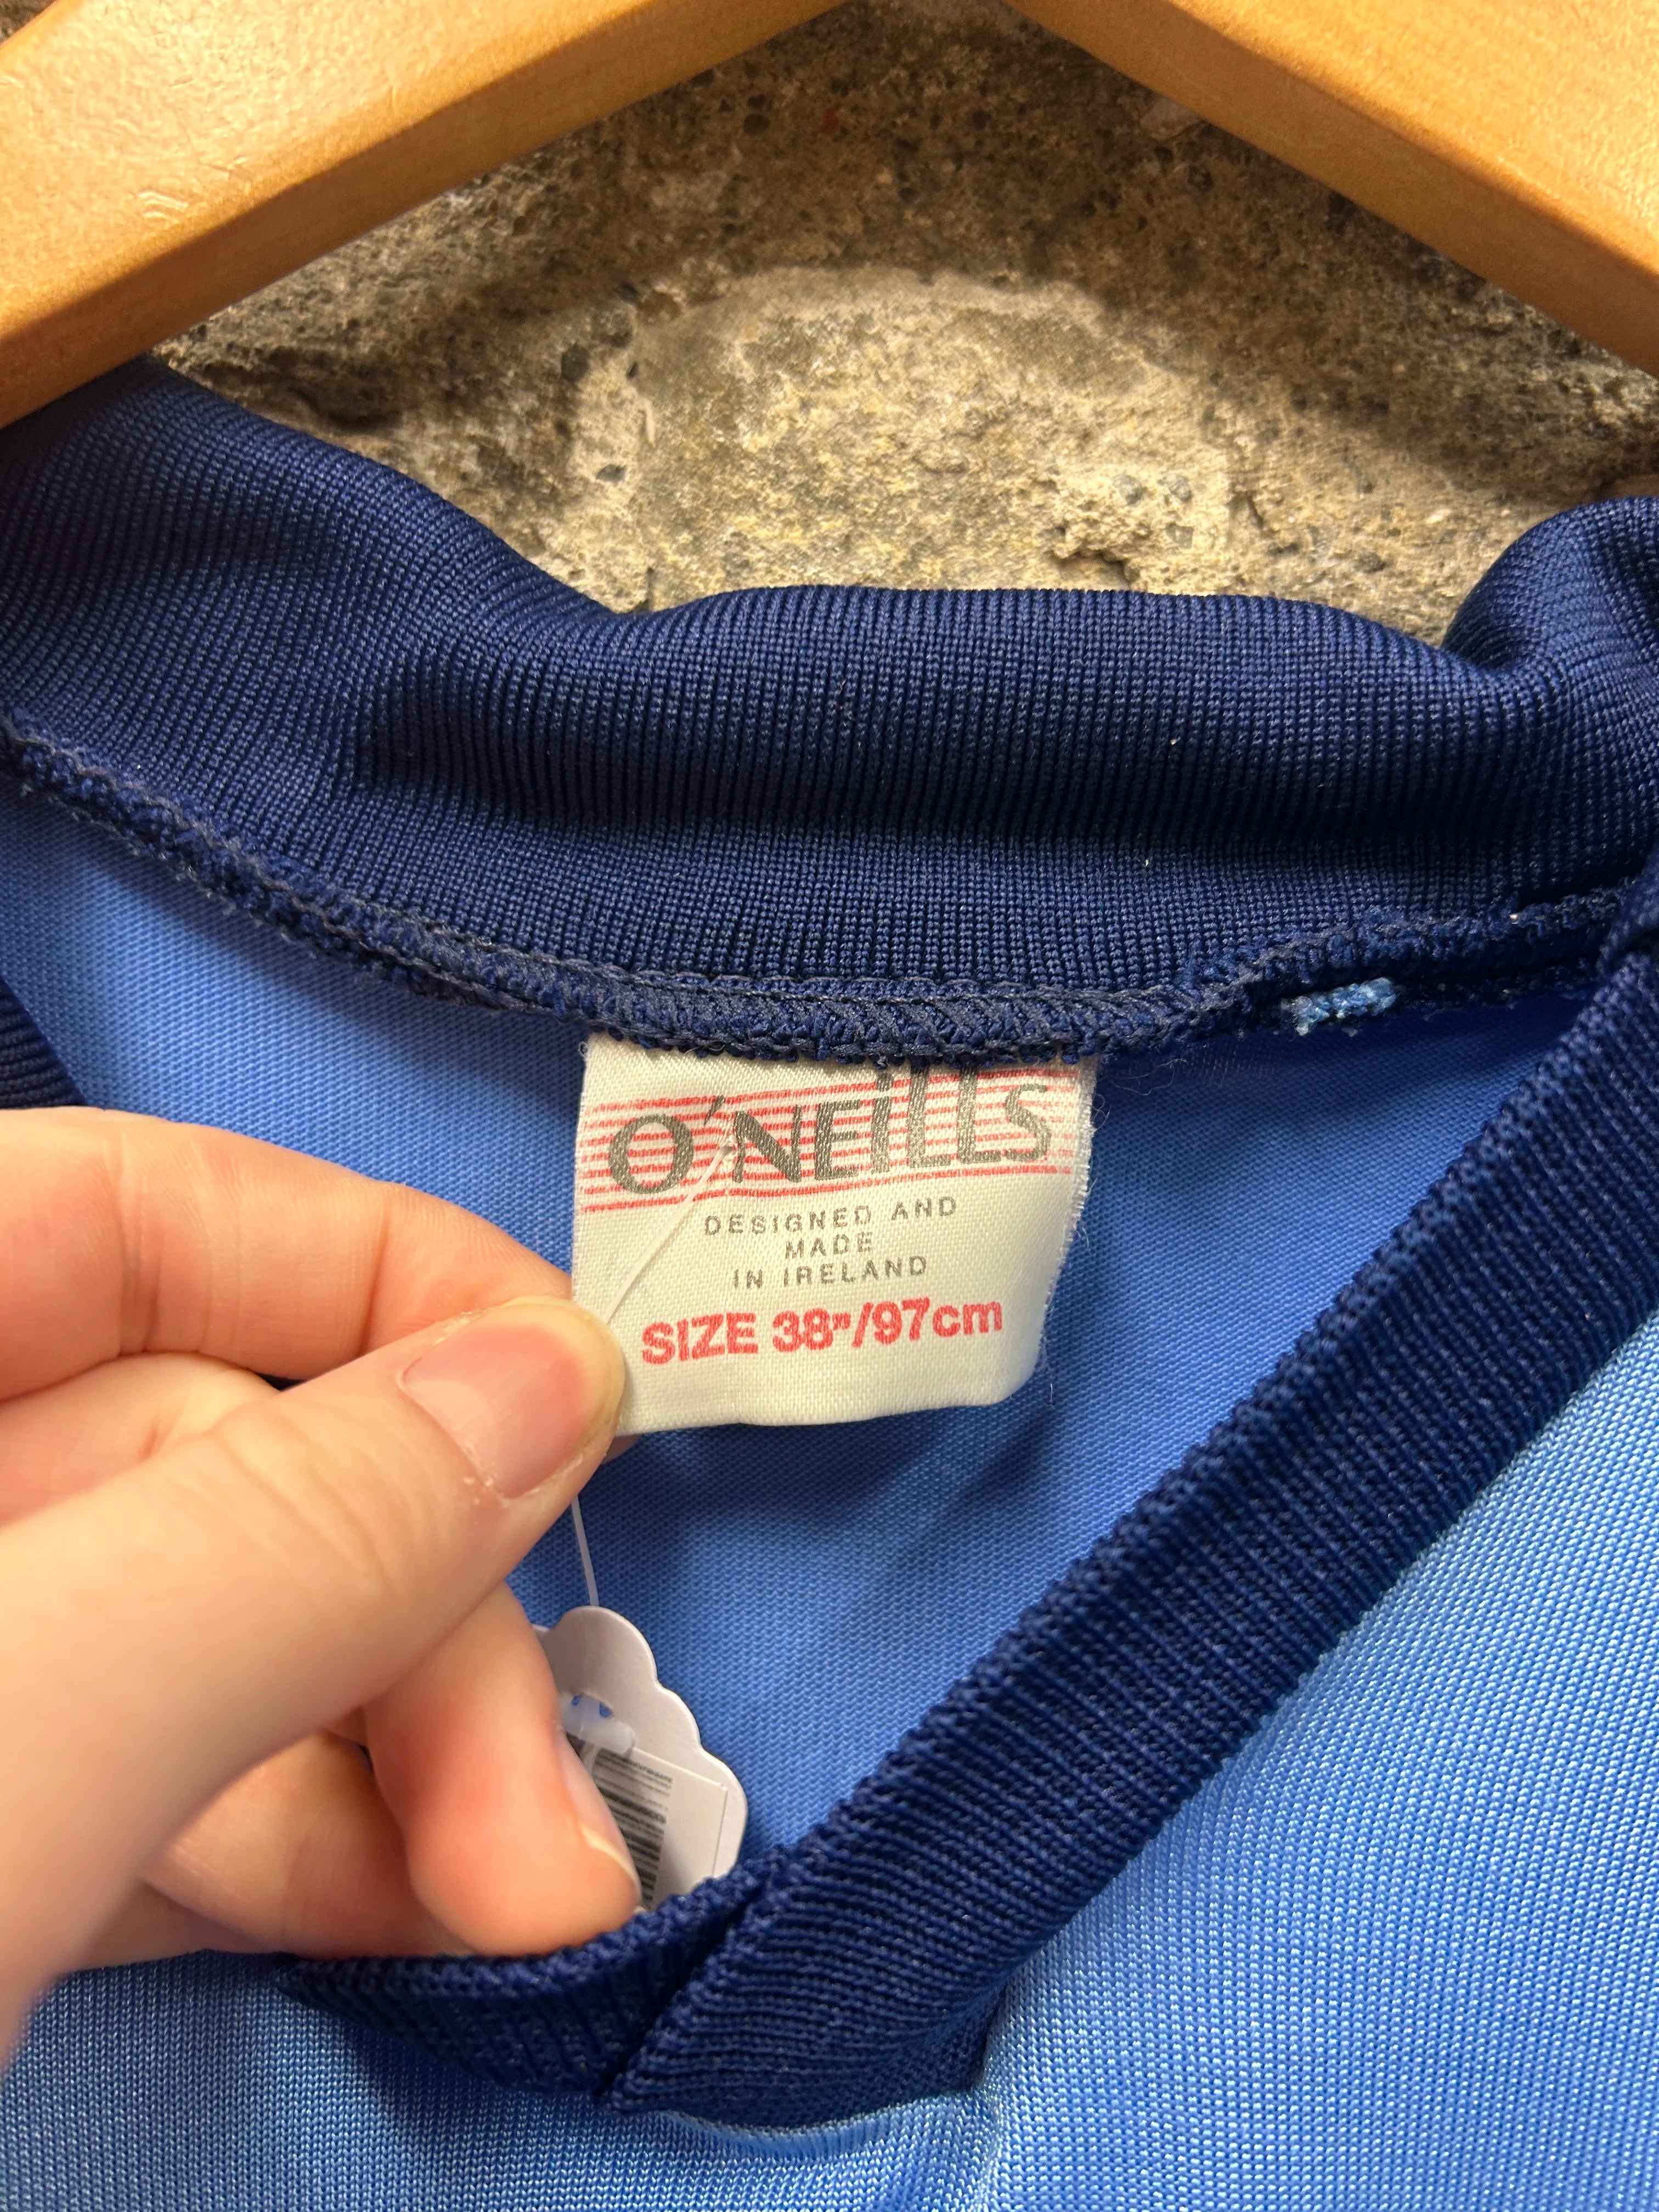 O'NEiLLS
DESIGNED AND
MADE
IN IRELAND
SIZE 38"/97cm